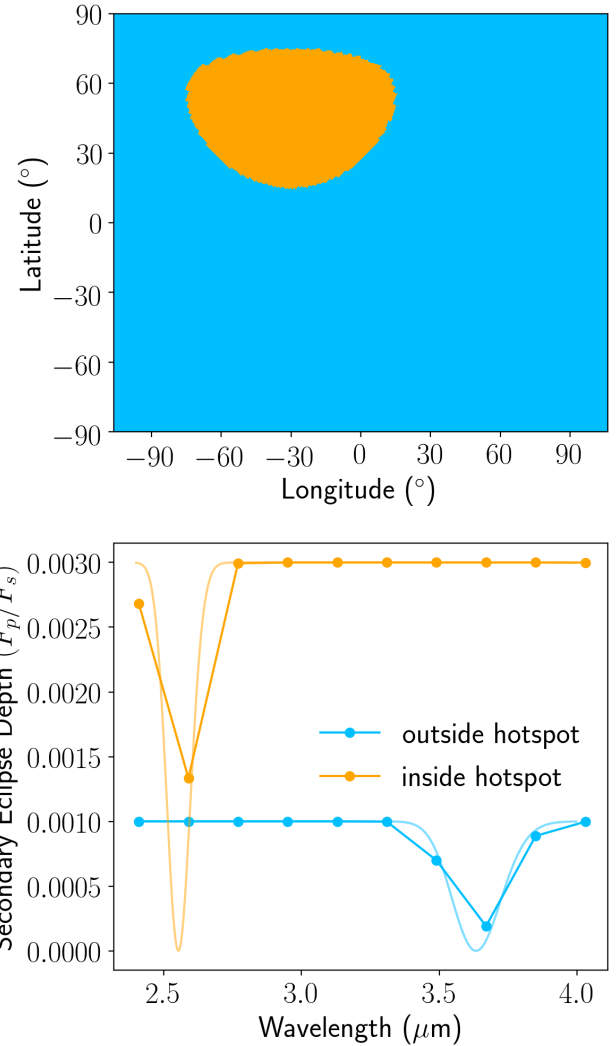 90
60
30
0
−30
−60
−90
Latitude (°)
−90 −60 −30 0 30 60 90
Longitude (°)
0.0030
0.0025
0.0020
0.0015
0.0010
0.0005
0.0000
Secondary Eclipse Depth (F_p/F_s)
outside hotspot
inside hotspot
2.5 3.0 3.5 4.0
Wavelength (μm)